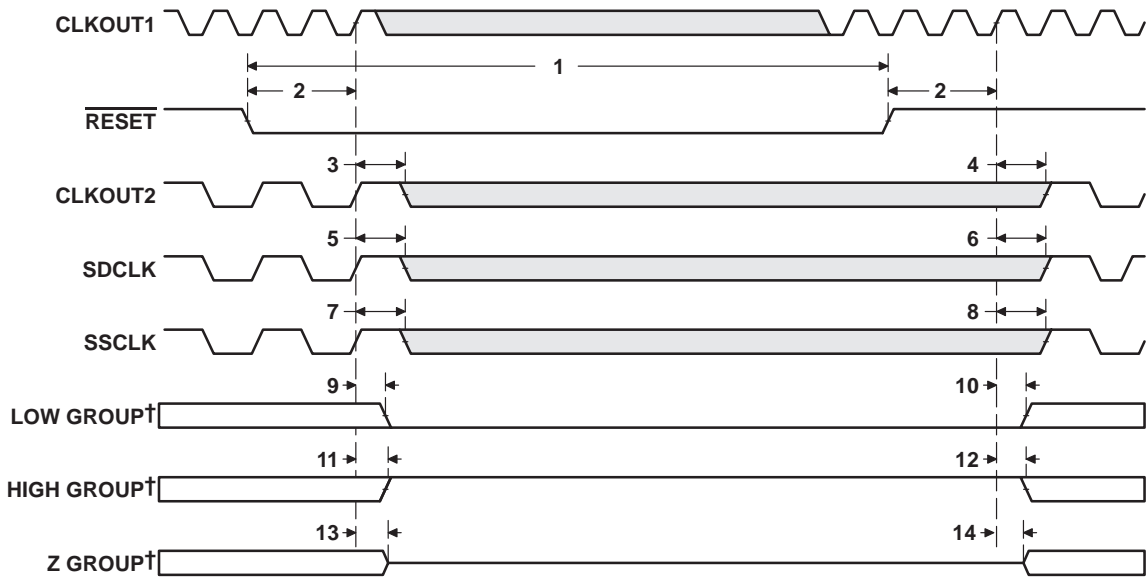 CLKOUT1
1
2
2
RESET
3
4
CLKOUT2
5
6
SDCLK
7
8
SSCLK
9
10
LOW GROUP†
11
12
HIGH GROUP†
13
14
Z GROUP†